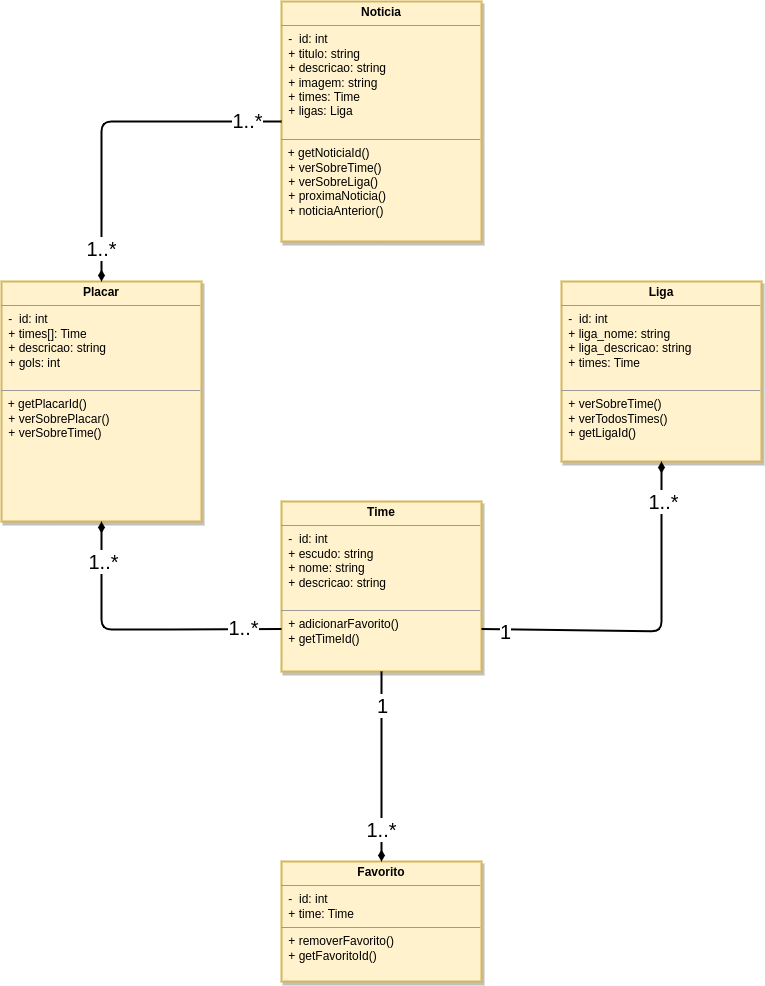 Noticia
-  id: int
+ titulo: string
+ descricao: string
+ imagem: string
+ times: Time
+ ligas: Liga
+ getNoticiaId()
+ verSobreTime()
+ verSobreLiga()
+ proximaNoticia()
+ noticiaAnterior()
1..*
1..*
Placar
-  id: int
+ times[]: Time
+ descricao: string
+ gols: int
+ getPlacarId()
+ verSobrePlacar()
+ verSobreTime()
Liga
-  id: int
+ liga_nome: string
+ liga_descricao: string
+ times: Time
+ verSobreTime()
+ verTodosTimes()
+ getLigaId()
1..*
1..*
1..*
1
Time
-  id: int
+ escudo: string
+ nome: string
+ descricao: string
+ adicionarFavorito()
+ getTimeId()
1
1..*
Favorito
-  id: int
+ time: Time
+ removerFavorito()
+ getFavoritoId()